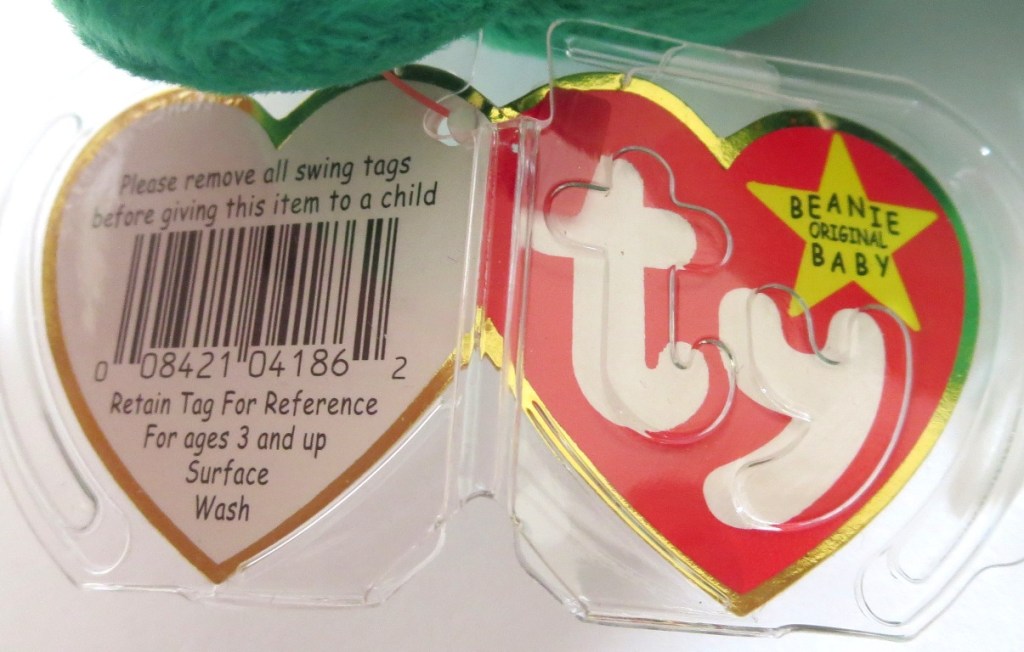 Please remove all swing tags
before giving this item to a child
0 08421 04186 2
Retain Tag For Reference
For ages 3 and up
Surface
Wash
ty
BEANIE
ORIGINAL
BABY